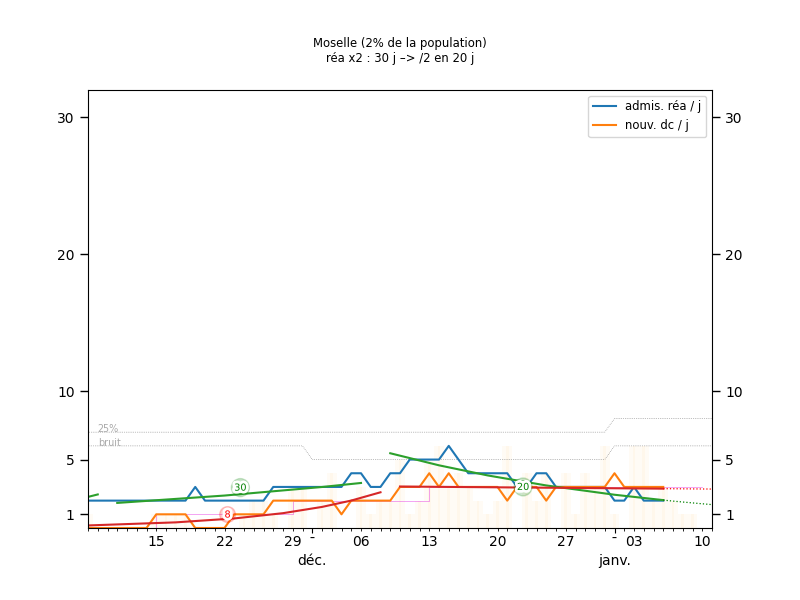 Moselle (2% de la population)
réa x2 : 30 j –> /2 en 20 j
admis. réa / j
nouv. dc / j
30 30
20 20
10 10
25%
bruit
5 5
30
20
8
1 1
15 22 29 - 06 13 20 27 - 03 10
déc. janv.